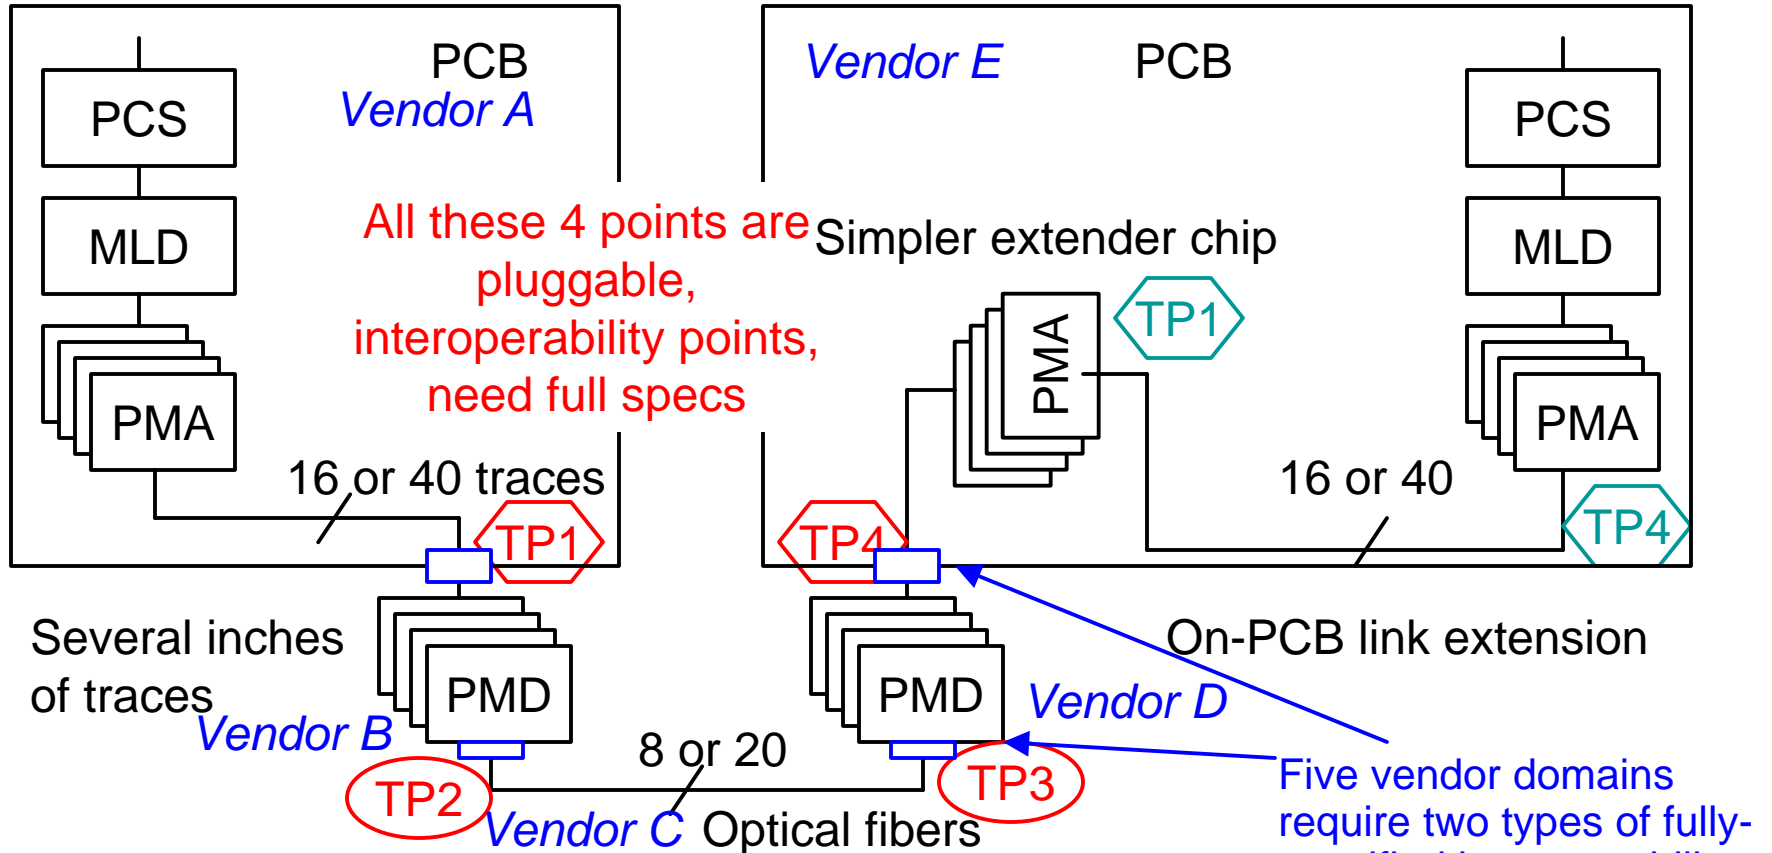 PCB
Vendor A
PCS
MLD
PMA
16 or 40 traces
TP1
Vendor E
PCB
PCS
MLD
PMA
All these 4 points are
pluggable,
interoperability points,
need full specs
Simpler extender chip
PMA
TP1
16 or 40
TP4
TP4
Several inches
of traces
PMD
Vendor B
TP2
8 or 20
Vendor C
Optical fibers
PMD
Vendor D
TP3
On-PCB link extension
Five vendor domains
require two types of fully-